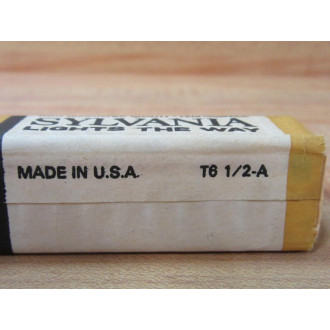 SYLVANIA
LIGHTS THE WAY
MADE IN U.S.A. T6 1/2-A